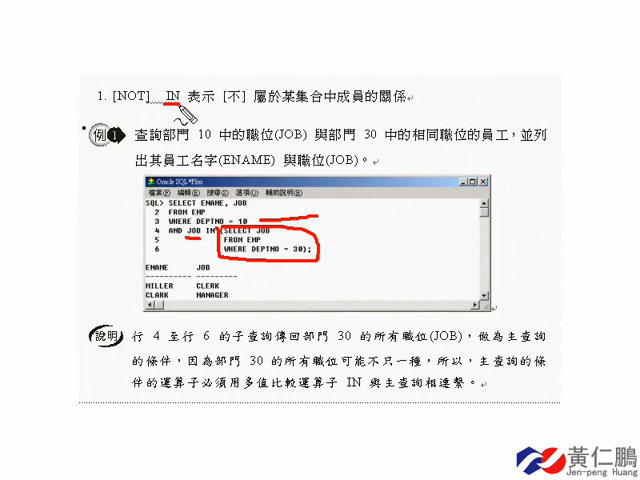 1. [NOT] IN 表示 [不] 屬於某集合中成員的關係
例 1 查詢部門 10 中的職位(JOB) 與部門 30 中的相同職位的員工，並列
出其員工名字(ENAME) 與職位(JOB)。
Oracle SQL*Plus
檔案(F) 編輯(E) 搜尋(S) 選項(O) 輔助說明(H)
SQL> SELECT ENAME, JOB
2 FROM EMP
3 WHERE DEPTNO = 10
4 AND JOB IN (SELECT JOB
5 FROM EMP
6 WHERE DEPTNO = 30);
ENAME JOB
---------- ---------
MILLER CLERK
CLARK MANAGER
說明 行 4 至行 6 的子查詢傳回部門 30 的所有職位(JOB)，做為主查詢
的條件，因為部門 30 的所有職位可能不只一種，所以，主查詢的條
件的運算子必須用多值比較運算子 IN 與主查詢相連繫。
黃仁鵬
Jen-peng Huang